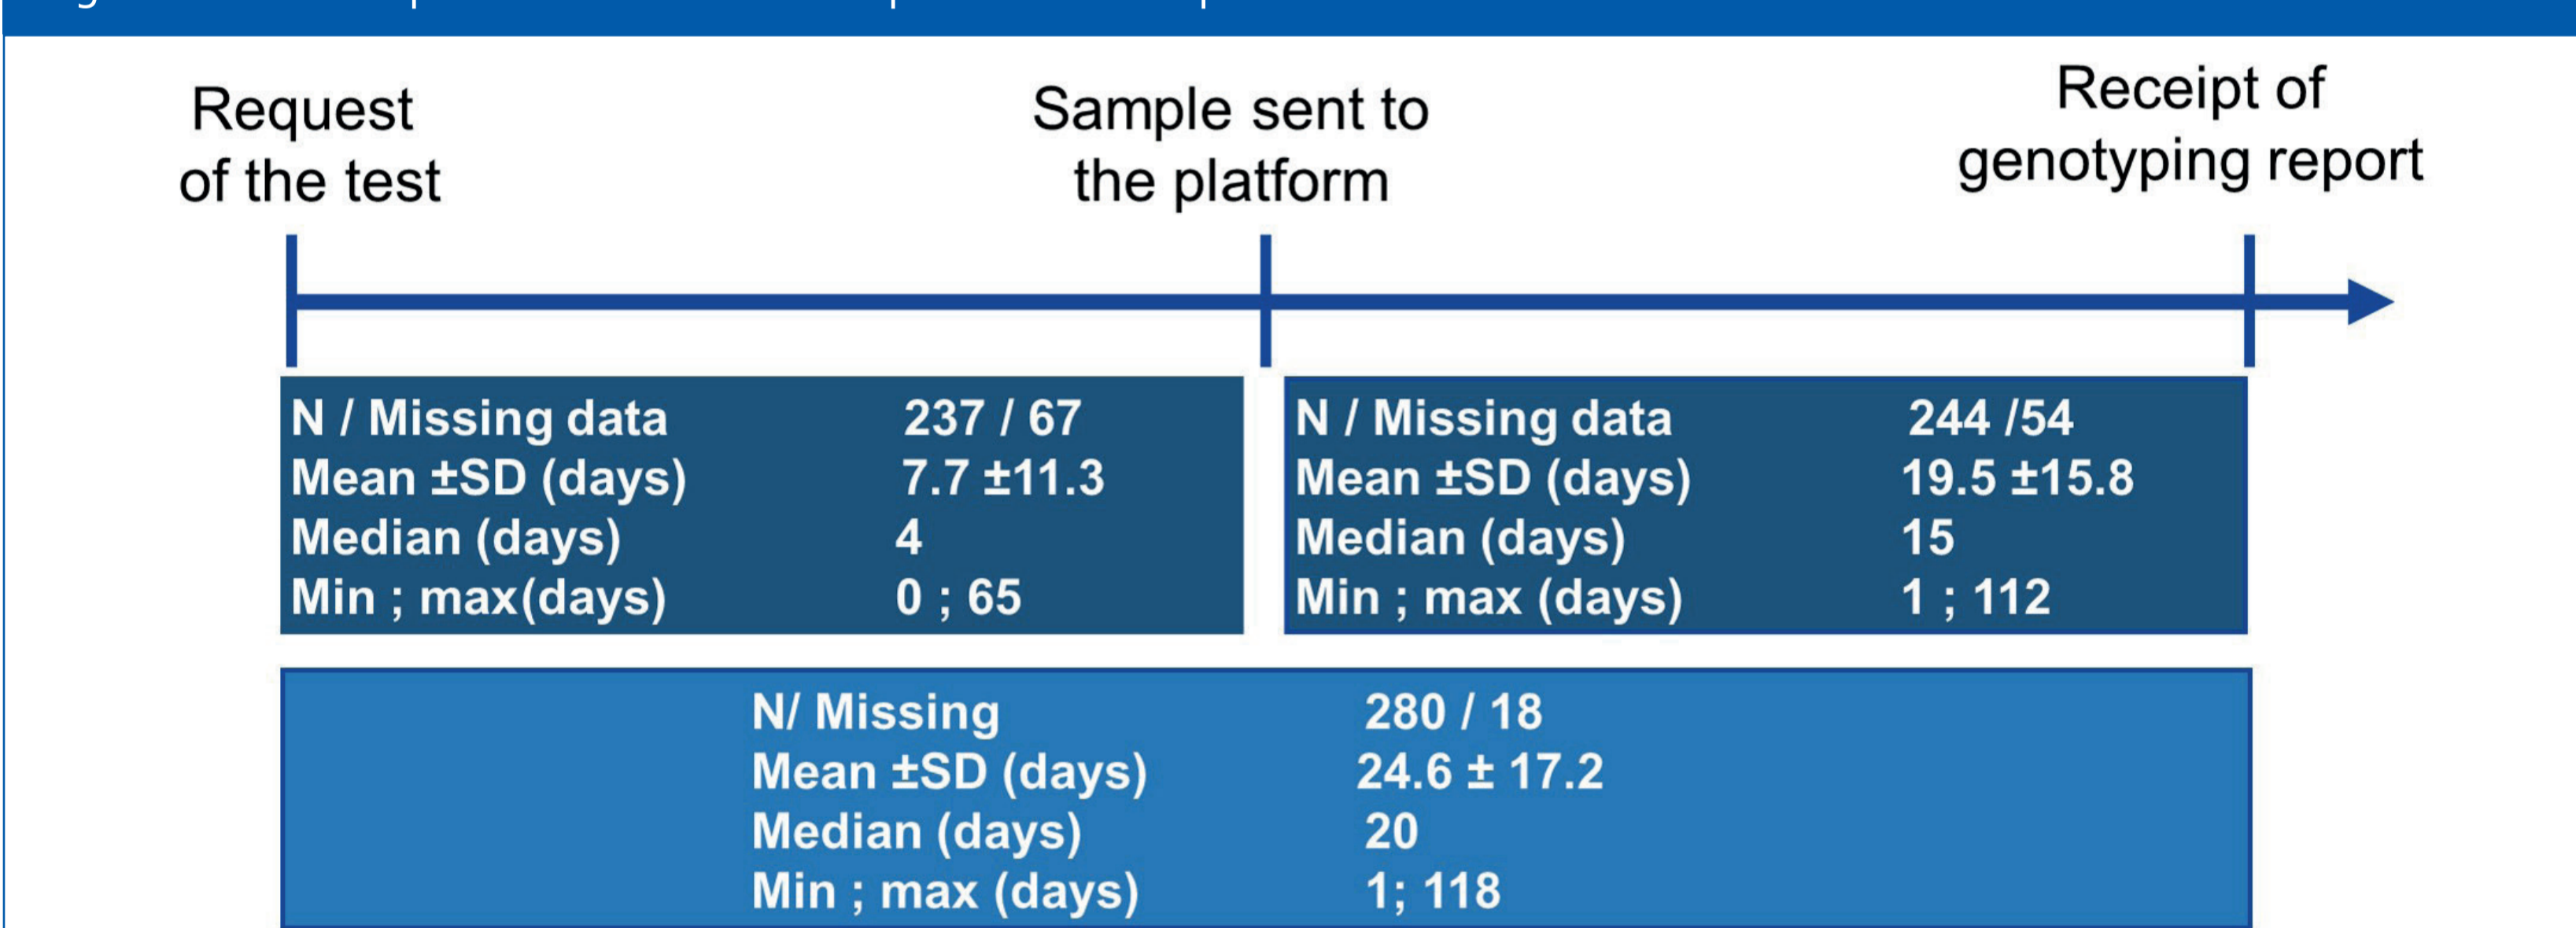 Request
of the test
Sample sent to
the platform
Receipt of
genotyping report
N / Missing data 237 / 67
Mean ±SD (days) 7.7 ±11.3
Median (days) 4
Min ; max(days) 0 ; 65
N / Missing data 244 /54
Mean ±SD (days) 19.5 ±15.8
Median (days) 15
Min ; max (days) 1 ; 112
N/ Missing 280 / 18
Mean ±SD (days) 24.6 ± 17.2
Median (days) 20
Min ; max (days) 1; 118